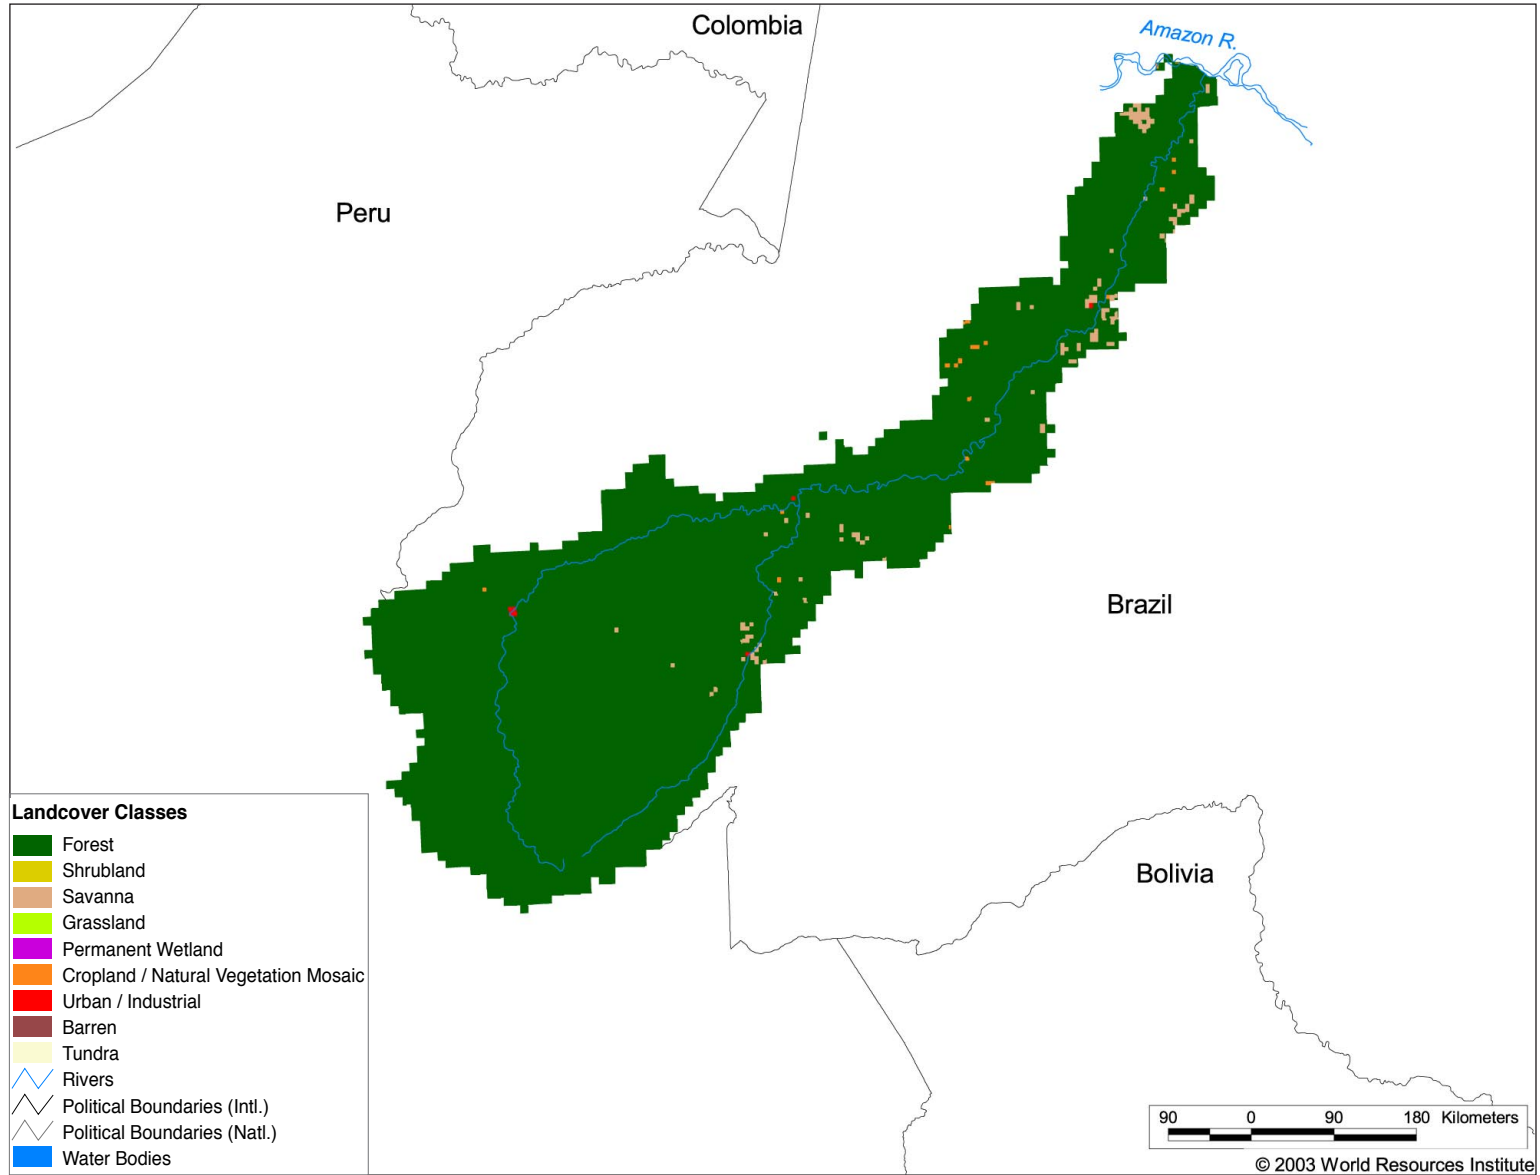 Colombia
Amazon R.
Peru
Brazil
Bolivia
Landcover Classes
Forest
Shrubland
Savanna
Grassland
Permanent Wetland
Cropland / Natural Vegetation Mosaic
Urban / Industrial
Barren
Tundra
Rivers
Political Boundaries (Intl.)
Political Boundaries (Natl.)
Water Bodies
90 0 90 180 Kilometers
© 2003 World Resources Institute